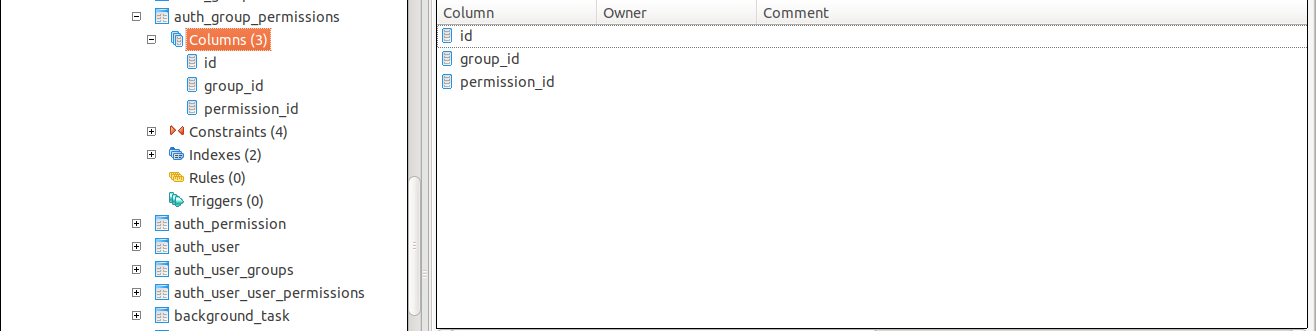 auth_group_permissions
Columns (3)
id
group_id
permission_id
Constraints (4)
Indexes (2)
Rules (0)
Triggers (0)
auth_permission
auth_user
auth_user_groups
auth_user_user_permissions
background_task
Column Owner Comment
id
group_id
permission_id